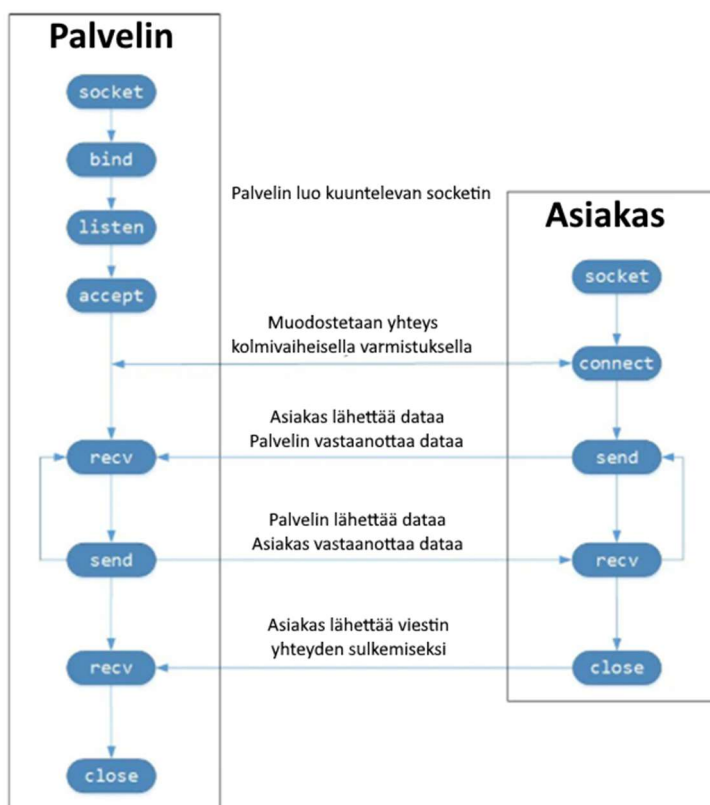 Palvelin
socket
bind
listen
accept
recv
send
recv
close
Palvelin luo kuuntelevan socketin
Muodostetaan yhteys
kolmivaiheisella varmistuksella
Asiakas lähettää dataa
Palvelin vastaanottaa dataa
Palvelin lähettää dataa
Asiakas vastaanottaa dataa
Asiakas lähettää viestin
yhteyden sulkemiseksi
Asiakas
socket
connect
send
recv
close